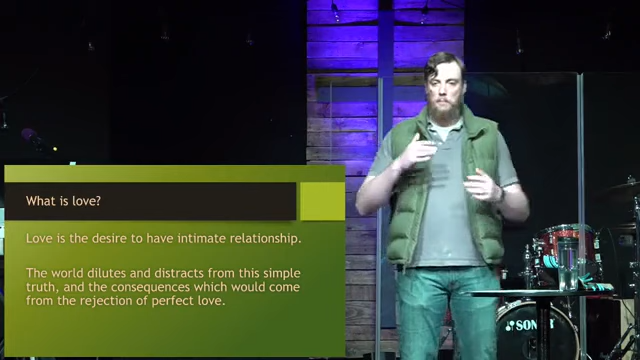 What is love?
Love is the desire to have intimate relationship.
The world dilutes and distracts from this simple
truth, and the consequences which would come
from the rejection of perfect love.
SONOR